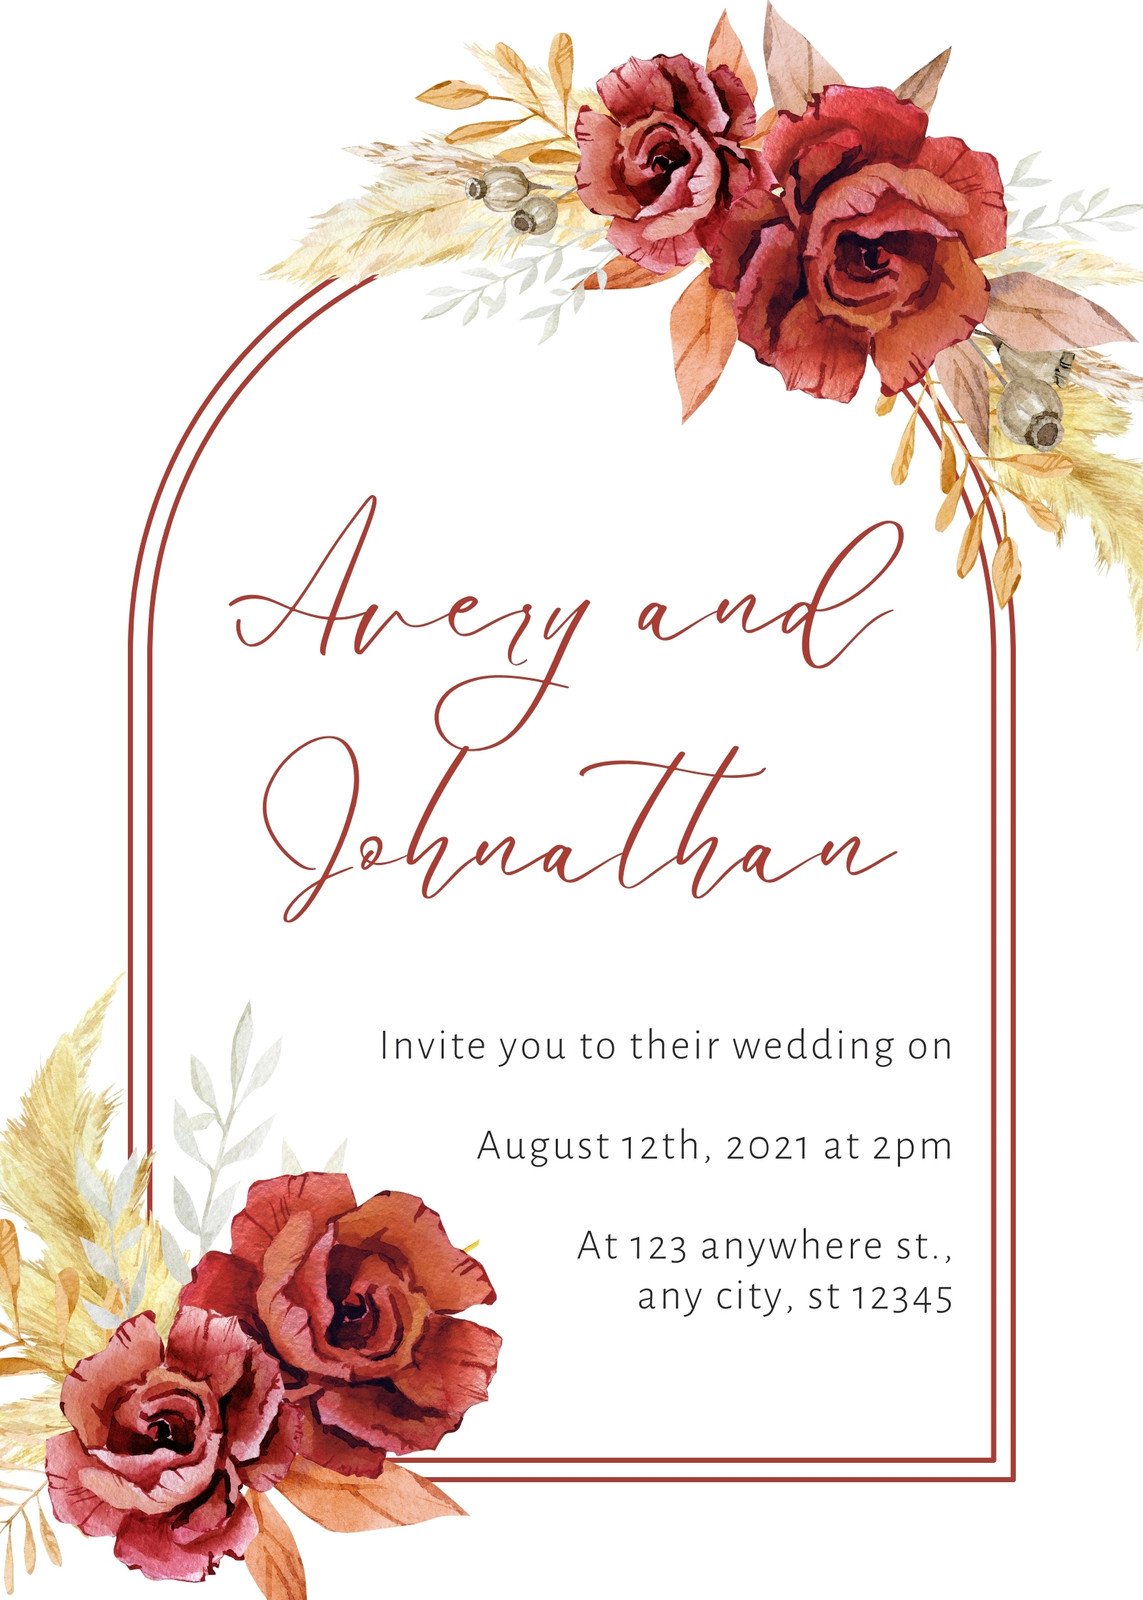 Avery and
Johnathan
Invite you to their wedding on
August 12th, 2021 at 2pm
At 123 anywhere st.,
any city, st 12345